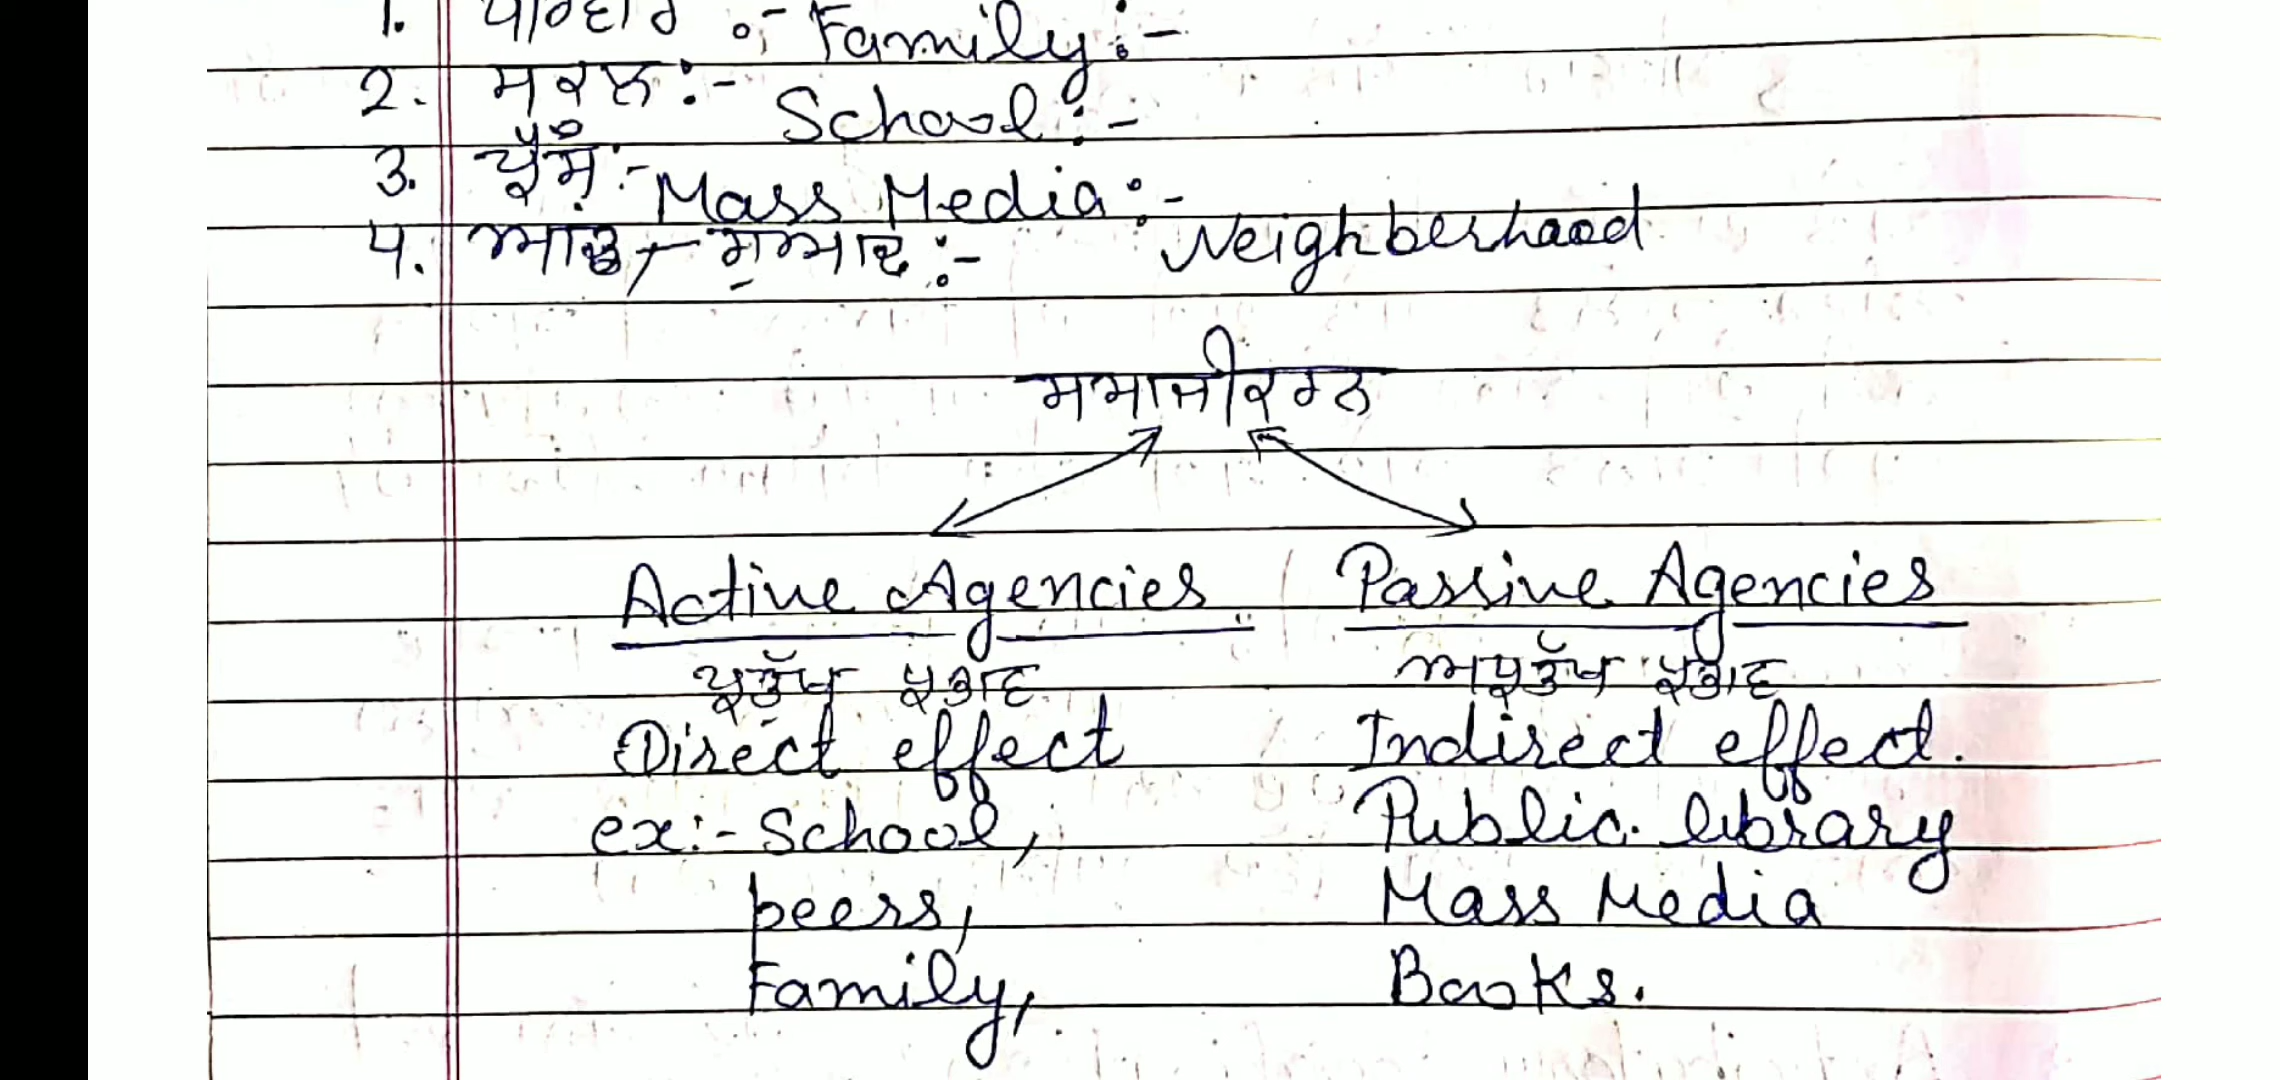 1. ਪਰਿਵਾਰ :- Family :-
2. ਸਕੂਲ :- School :-
3. ਪ੍ਰੈੱਸ :- Mass Media :-
4. ਆਂਢ-ਗੁਆਂਢ :- Neighberhood
ਸਮਾਜੀਕਰਨ
Active Agencies Passive Agencies
ਪ੍ਰਤੱਖ ਪ੍ਰਭਾਵ ਅਪ੍ਰਤੱਖ ਪ੍ਰਭਾਵ
Direct effect Indirect effect.
ex:- School, Public library
peers, Mass Media
Family, Books.